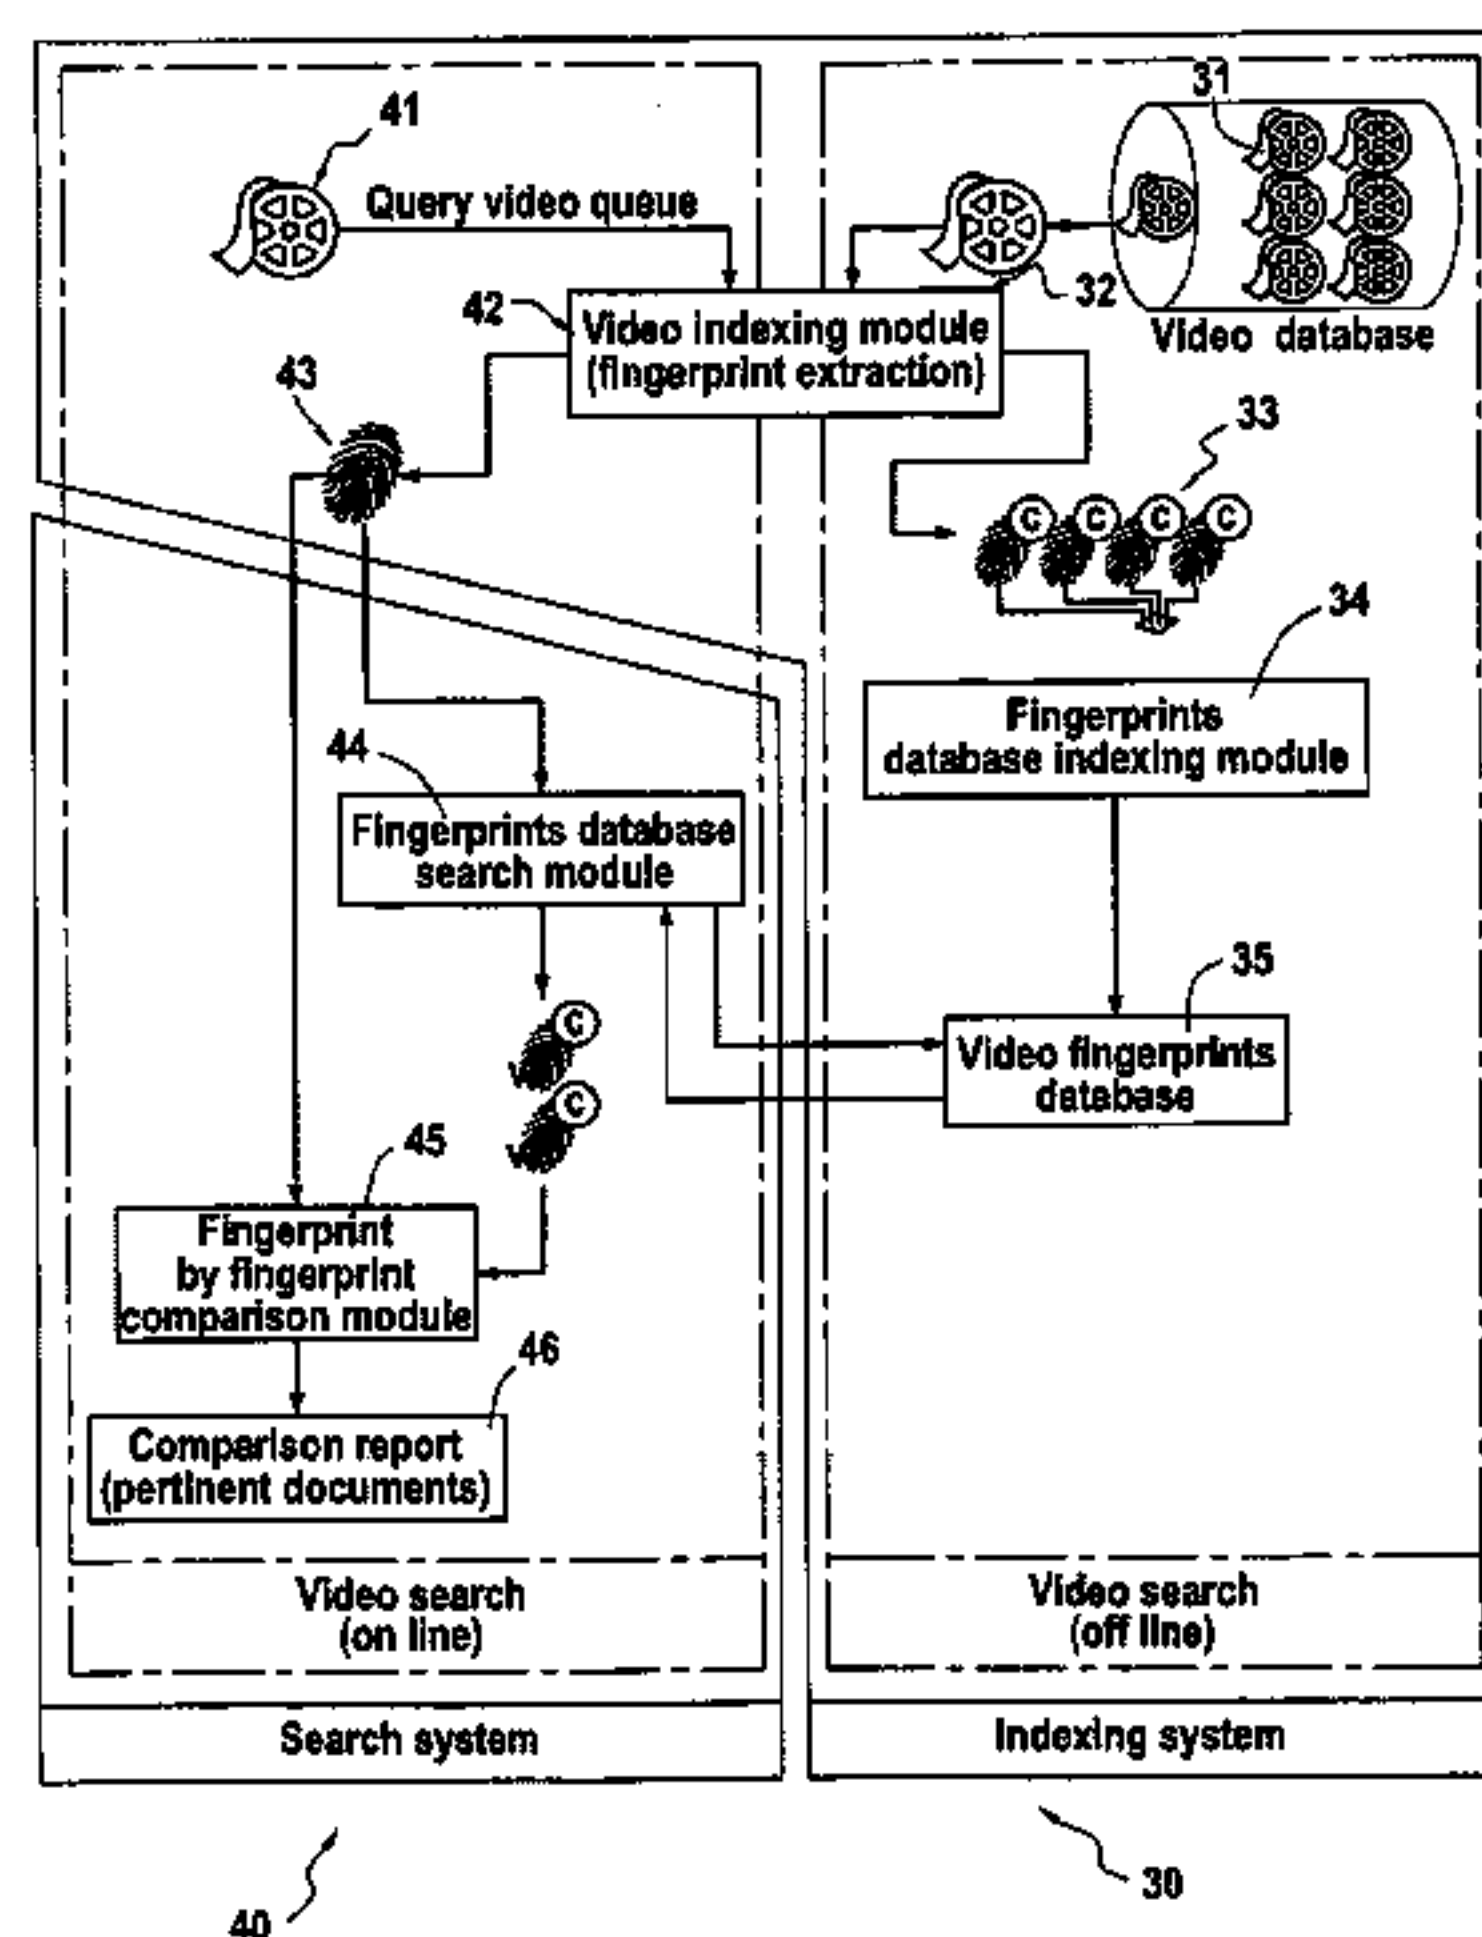 31
41
Query video queue
32
Video database
42
Video indexing module
(fingerprint extraction)
43
33
C C C C
34
Fingerprints
database indexing module
44
Fingerprints database
search module
35
Video fingerprints
database
C
C
45
Fingerprint
by fingerprint
comparison module
46
Comparison report
(pertinent documents)
Video search
(on line)
Video search
(off line)
Search system
Indexing system
30
40